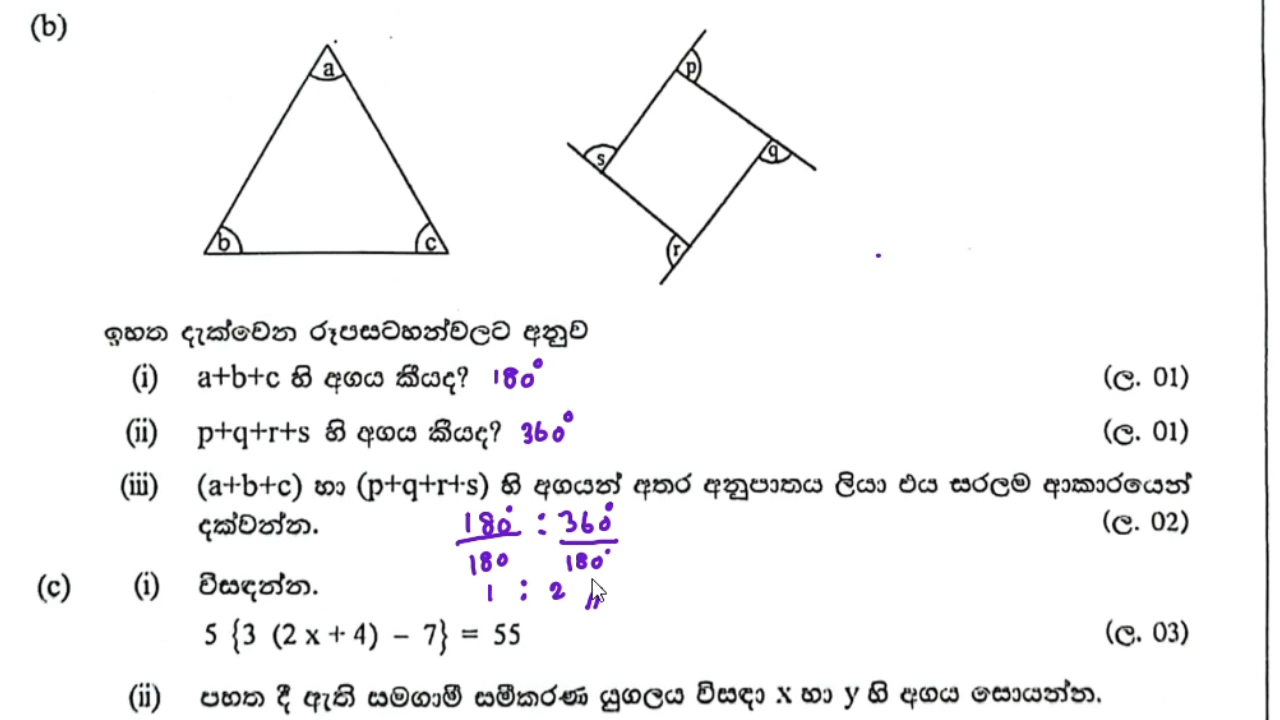 (b)
a
b
c
p
q
r
s
ඉහත දැක්වෙන රූපසටහන්වලට අනුව
(i) a+b+c හි අගය කීයද? 180° (ල. 01)
(ii) p+q+r+s හි අගය කීයද? 360° (ල. 01)
(iii) (a+b+c) හා (p+q+r+s) හි අගයන් අතර අනුපාතය ලියා එය සරලම ආකාරයෙන්
දක්වන්න. 180° : 360° (ල. 02)
180 180°
(c) (i) විසඳන්න. 1 : 2
5 {3 (2x + 4) – 7} = 55 (ල. 03)
(ii) පහත දී ඇති සමගාමී සමීකරණ යුගලය විසඳා x හා y හි අගය සොයන්න.